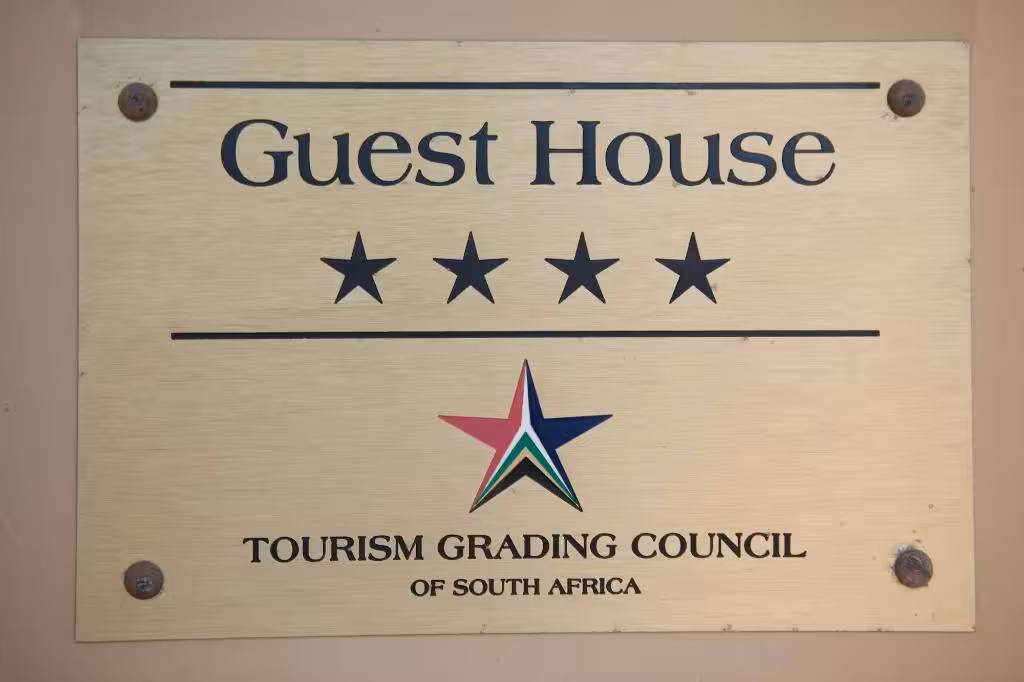 Guest House
TOURISM GRADING COUNCIL
OF SOUTH AFRICA